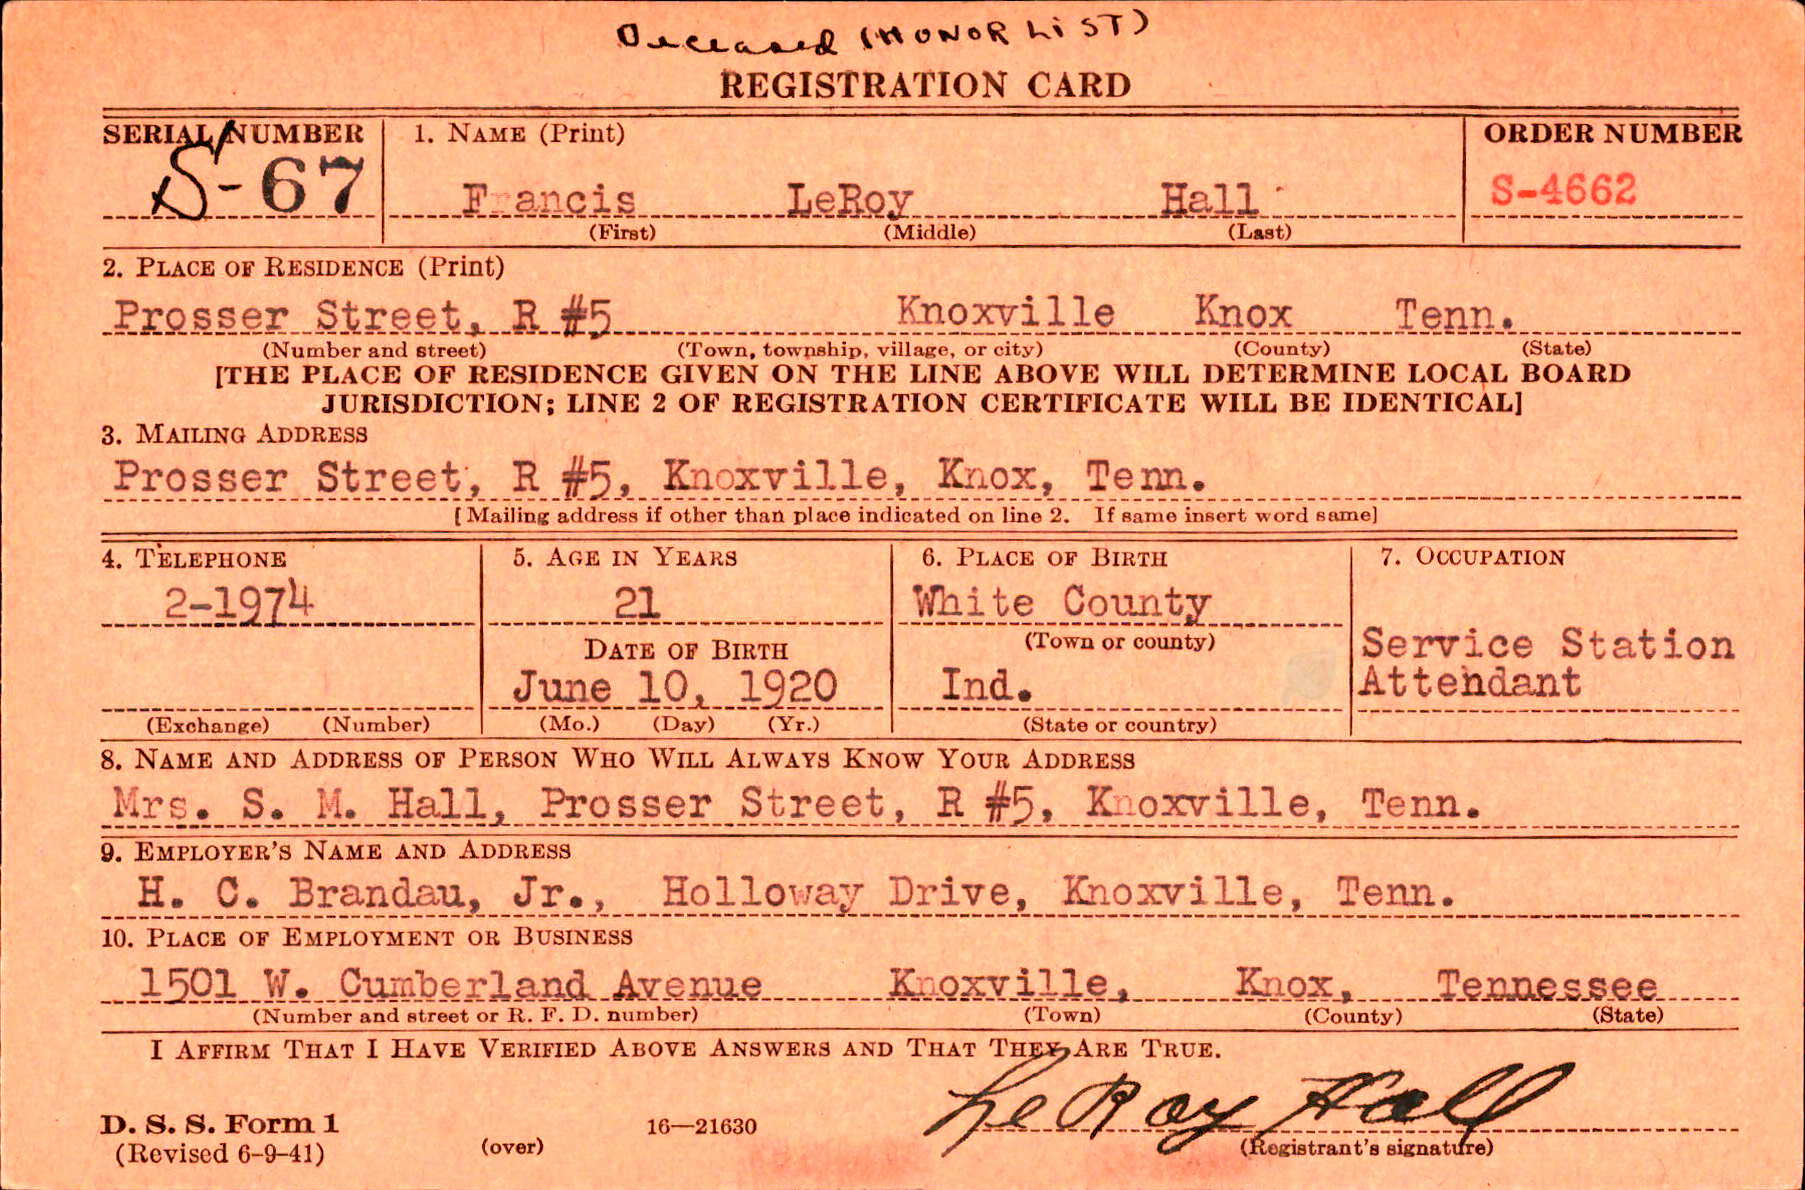 Deceased (HONOR LIST)
REGISTRATION CARD
SERIAL NUMBER 1. NAME (Print) ORDER NUMBER
S-67 Francis LeRoy Hall S-4662
(First) (Middle) (Last)
2. PLACE OF RESIDENCE (Print)
Prosser Street, R #5 Knoxville Knox Tenn.
(Number and street) (Town, township, village, or city) (County) (State)
[THE PLACE OF RESIDENCE GIVEN ON THE LINE ABOVE WILL DETERMINE LOCAL BOARD
JURISDICTION; LINE 2 OF REGISTRATION CERTIFICATE WILL BE IDENTICAL]
3. MAILING ADDRESS
Prosser Street, R #5, Knoxville, Knox, Tenn.
[Mailing address if other than place indicated on line 2. If same insert word same]
4. TELEPHONE 5. AGE IN YEARS 6. PLACE OF BIRTH 7. OCCUPATION
2-1974 21 White County
DATE OF BIRTH (Town or county) Service Station
June 10, 1920 Ind. Attendant
(Exchange) (Number) (Mo.) (Day) (Yr.) (State or country)
8. NAME AND ADDRESS OF PERSON WHO WILL ALWAYS KNOW YOUR ADDRESS
Mrs. S. M. Hall, Prosser Street, R #5, Knoxville, Tenn.
9. EMPLOYER'S NAME AND ADDRESS
H. C. Brandau, Jr., Holloway Drive, Knoxville, Tenn.
10. PLACE OF EMPLOYMENT OR BUSINESS
1501 W. Cumberland Avenue Knoxville, Knox, Tennessee
(Number and street or R. F. D. number) (Town) (County) (State)
I AFFIRM THAT I HAVE VERIFIED ABOVE ANSWERS AND THAT THEY ARE TRUE.
LeRoy Hall
D. S. S. Form 1 16—21630
(Revised 6-9-41) (over) (Registrant's signature)